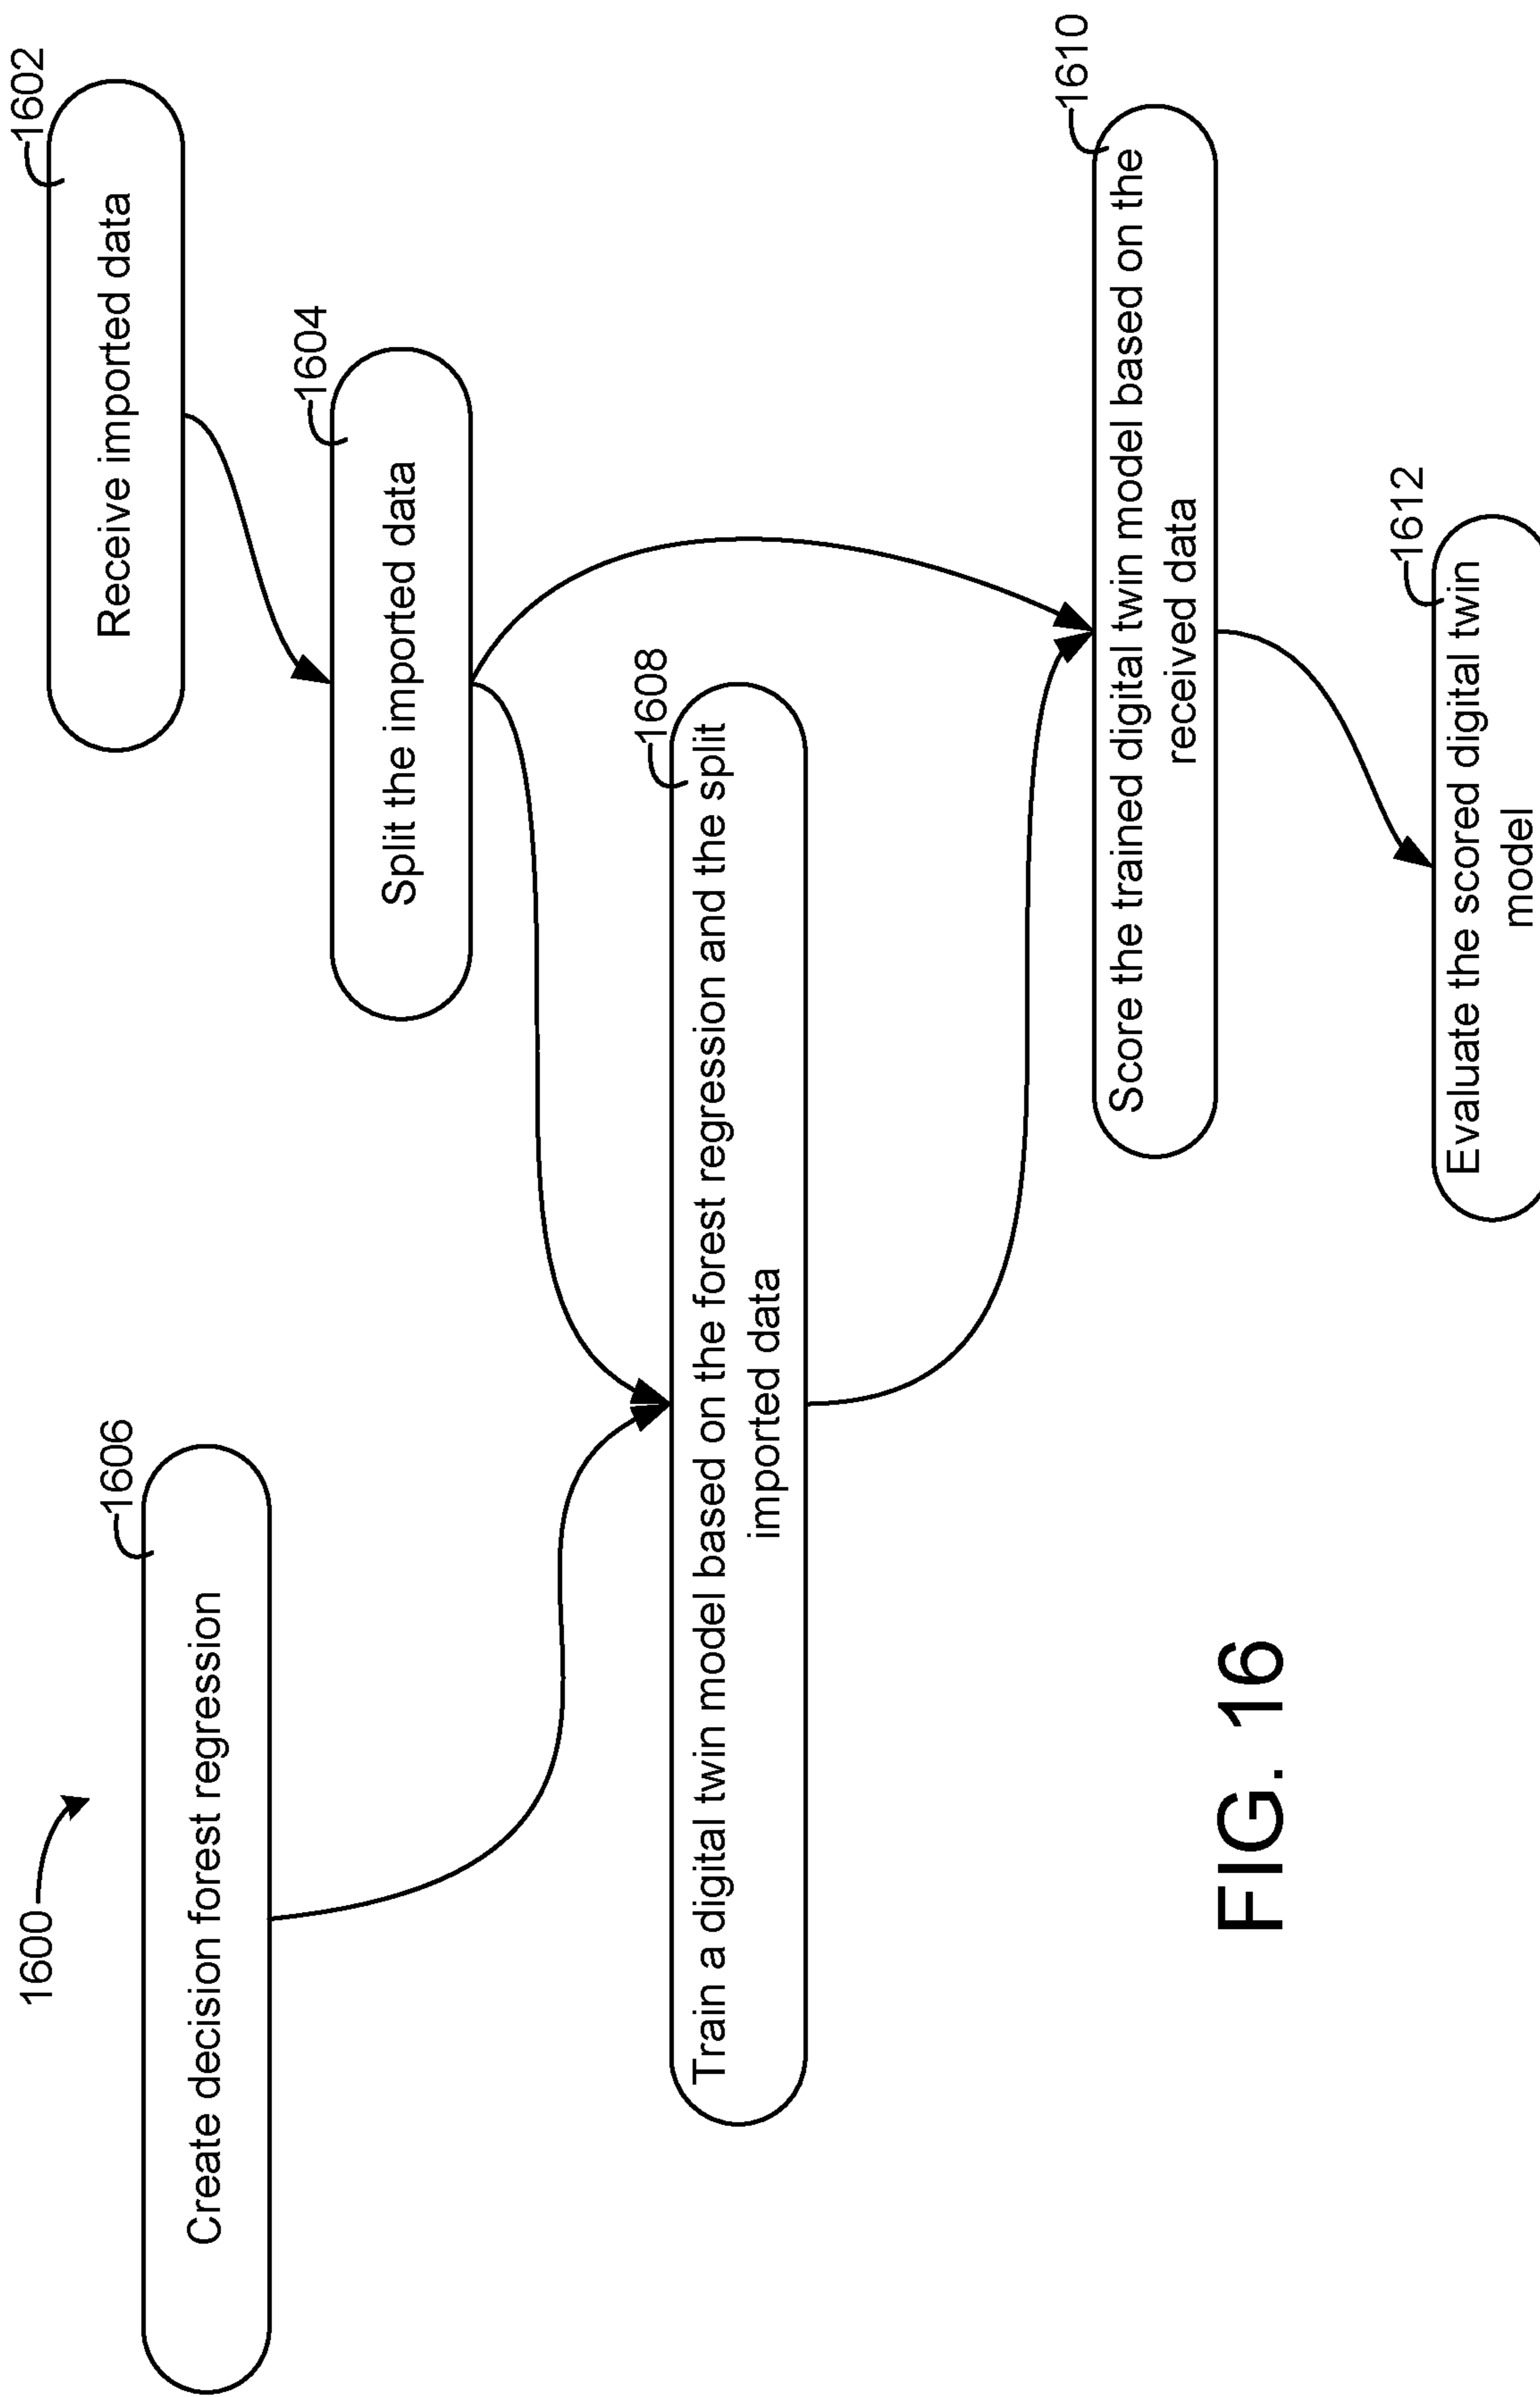 1600
1606
Create decision forest regression
1602
Receive imported data
1604
Split the imported data
1608
Train a digital twin model based on the forest regression and the split
imported data
1610
Score the trained digital twin model based on the
received data
1612
Evaluate the scored digital twin
model
FIG. 16